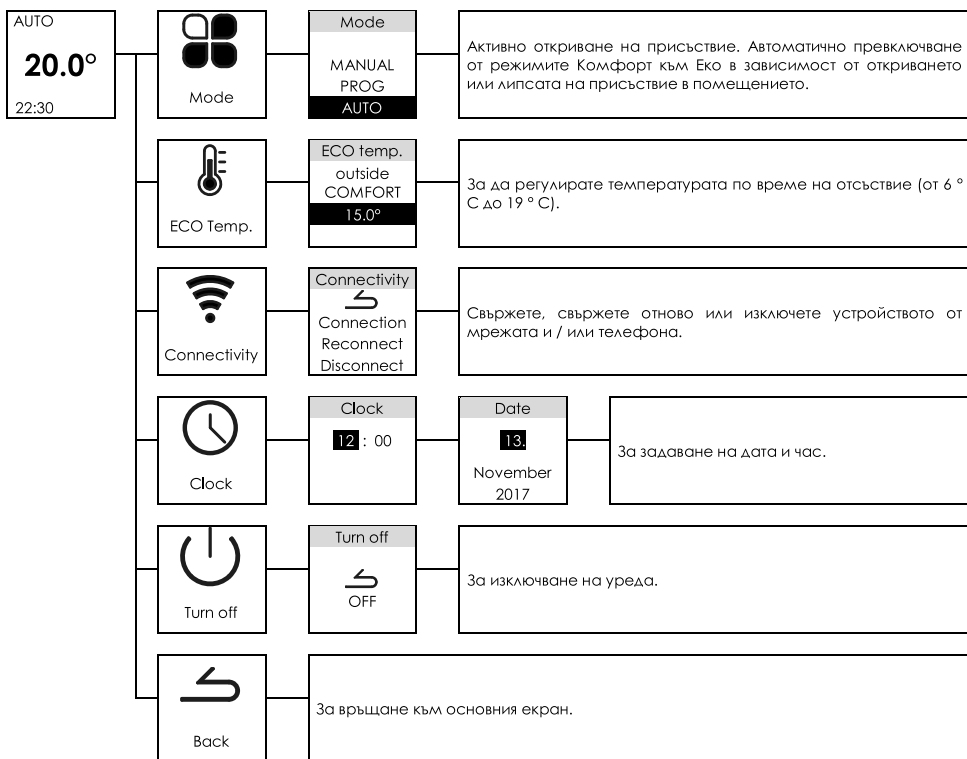 AUTO
20.0°
22:30
Mode
Mode
MANUAL
PROG
AUTO
Активно откриване на присъствие. Автоматично превключване
от режимите Комфорт към Еко в зависимост от откриването
или липсата на присъствие в помещението.
ECO Temp.
ECO temp.
outside
COMFORT
15.0°
За да регулирате температурата по време на отсъствие (от 6 °
C до 19 ° C).
Connectivity
Connectivity
Connection
Reconnect
Disconnect
Свържете, свържете отново или изключете устройството от
мрежата и / или телефона.
Clock
Clock
12 : 00
Date
13.
November
2017
За задаване на дата и час.
Turn off
Turn off
OFF
За изключване на уреда.
Back
За връщане към основния екран.